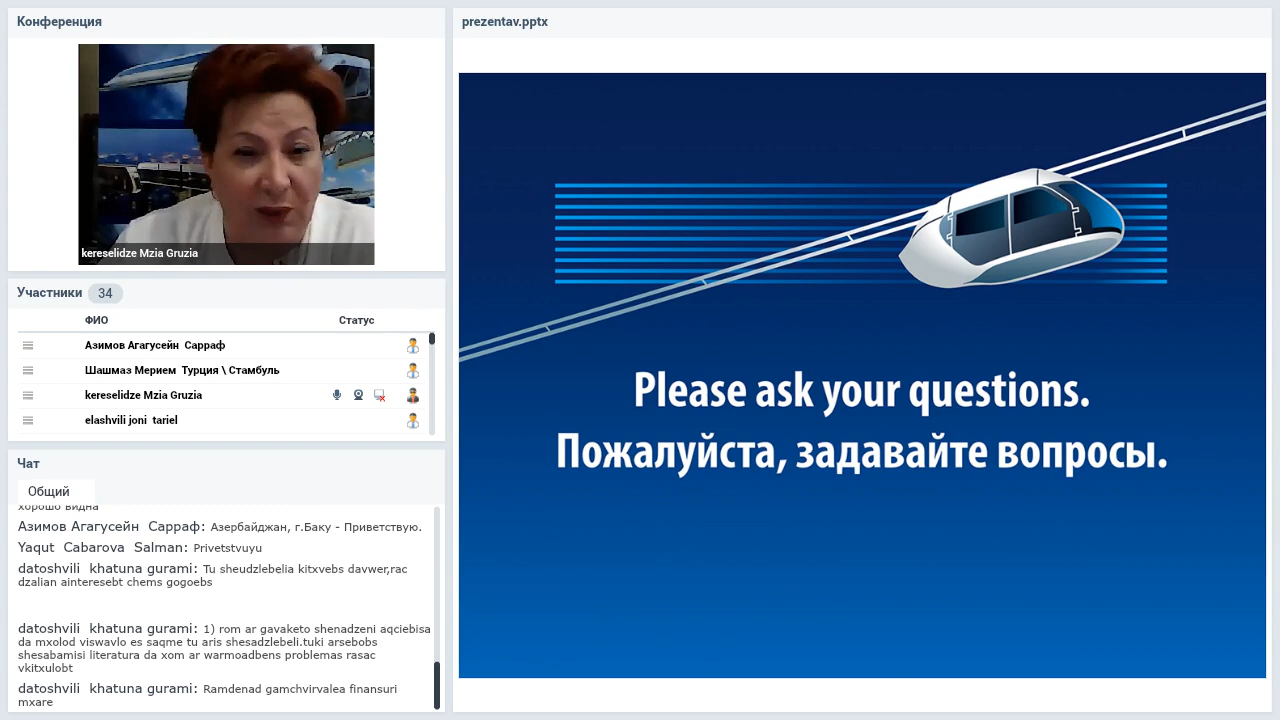 Конференция
kereselidze Mzia Gruzia
Участники 34
ФИО Статус
Азимов Агагусейн Сарраф
Шашмаз Мерием Турция \ Стамбуль
kereselidze Mzia Gruzia
elashvili joni tariel
Чат
Общий
хорошо видна
Азимов Агагусейн Сарраф: Азербайджан, г.Баку - Приветствую.
Yaqut Cabarova Salman: Privetstvuyu
datoshvili khatuna gurami: Tu sheudzlebelia kitxvebs davwer,rac
dzalian ainteresebt chems gogoebs
datoshvili khatuna gurami: 1) rom ar gavaketo shenadzeni aqciebisa
da mxolod viswavlo es saqme tu aris shesadzlebeli.tuki arsebobs
shesabamisi literatura da xom ar warmoadbens problemas rasac
vkitxulobt
datoshvili khatuna gurami: Ramdenad gamchvirvalea finansuri
mxare
prezentav.pptx
Please ask your questions.
Пожалуйста, задавайте вопросы.